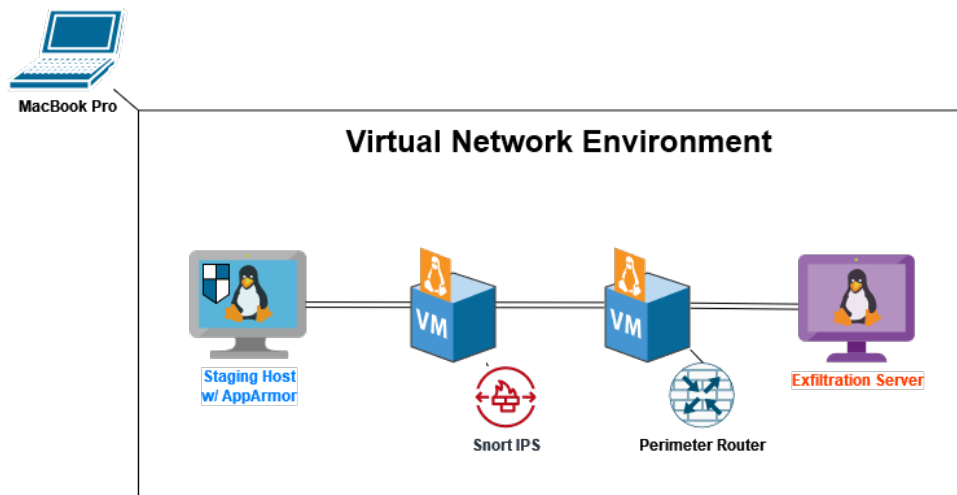 MacBook Pro
Virtual Network Environment
VM
VM
Staging Host
w/ AppArmor
Exfiltration Server
Snort IPS
Perimeter Router